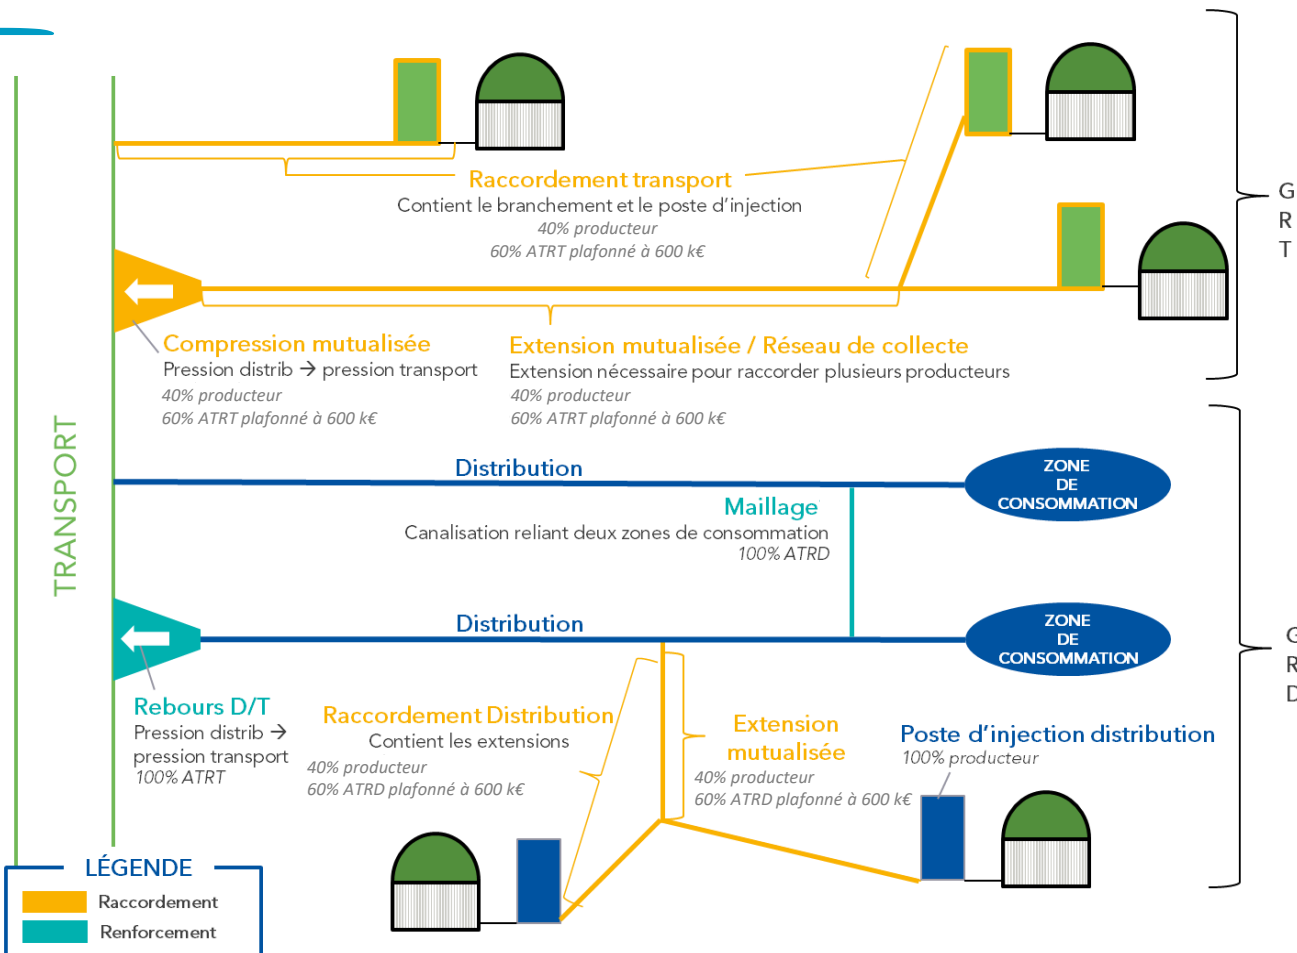 Raccordement transport
Contient le branchement et le poste d’injection
40% producteur
60% ATRT plafonné à 600 k€
G
R
T
Compression mutualisée
Pression distrib → pression transport
40% producteur
60% ATRT plafonné à 600 k€
Extension mutualisée / Réseau de collecte
Extension nécessaire pour raccorder plusieurs producteurs
40% producteur
60% ATRT plafonné à 600 k€
TRANSPORT
Distribution
ZONE
DE
CONSOMMATION
Maillage
Canalisation reliant deux zones de consommation
100% ATRD
Distribution
ZONE
DE
CONSOMMATION
G
R
D
Rebours D/T
Pression distrib →
pression transport
100% ATRT
Raccordement Distribution
Contient les extensions
40% producteur
60% ATRD plafonné à 600 k€
Extension
mutualisée
40% producteur
60% ATRD plafonné à 600 k€
Poste d’injection distribution
100% producteur
LÉGENDE
Raccordement
Renforcement